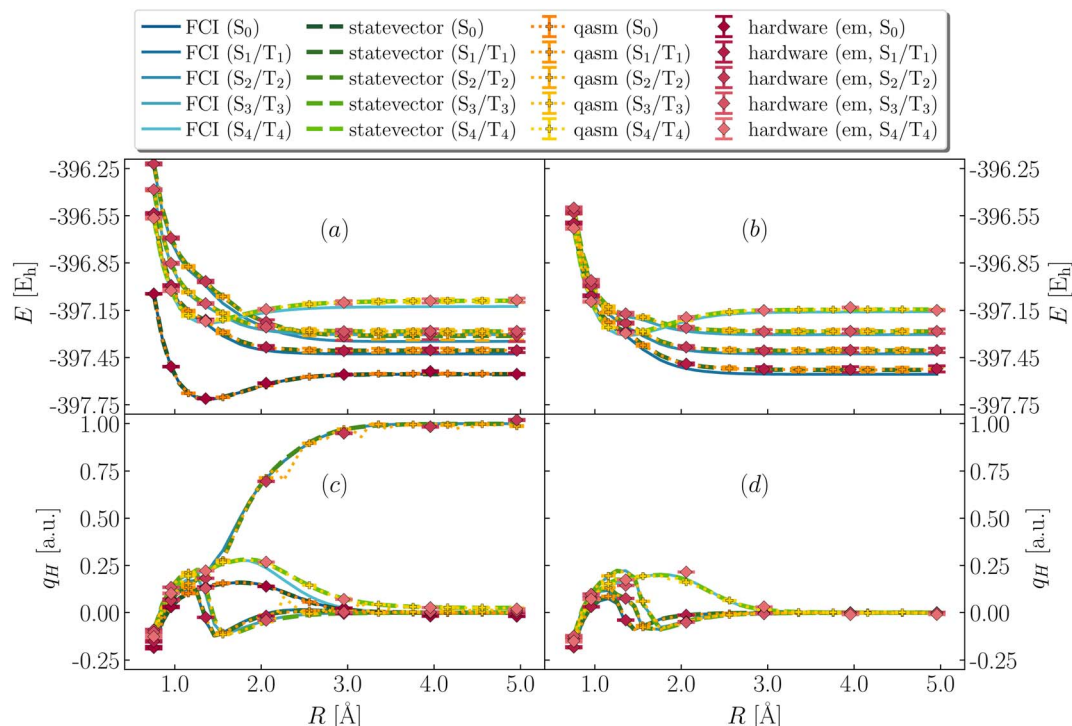 FCI (S₀) statevector (S₀) qasm (S₀) hardware (em, S₀)
FCI (S₁/T₁) statevector (S₁/T₁) qasm (S₁/T₁) hardware (em, S₁/T₁)
FCI (S₂/T₂) statevector (S₂/T₂) qasm (S₂/T₂) hardware (em, S₂/T₂)
FCI (S₃/T₃) statevector (S₃/T₃) qasm (S₃/T₃) hardware (em, S₃/T₃)
FCI (S₄/T₄) statevector (S₄/T₄) qasm (S₄/T₄) hardware (em, S₄/T₄)
-396.25 -396.25
-396.55 -396.55
(a) (b)
-396.85 -396.85
E [Eₕ] E [Eₕ]
-397.15 -397.15
-397.45 -397.45
-397.75 -397.75
1.00 1.00
0.75 0.75
(c) (d)
0.50 0.50
q_H [a.u.] q_H [a.u.]
0.25 0.25
0.00 0.00
-0.25 -0.25
1.0 2.0 3.0 4.0 5.0 1.0 2.0 3.0 4.0 5.0
R [Å] R [Å]